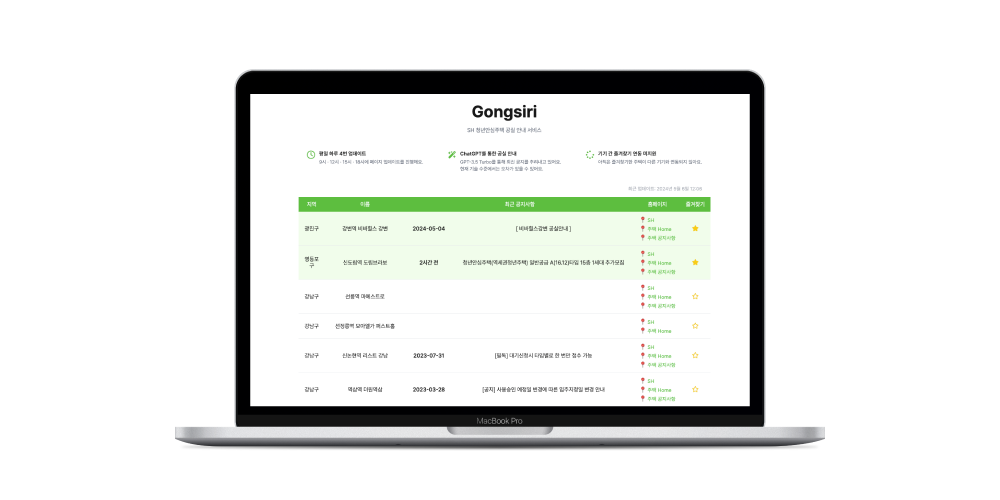 Gongsiri
SH 청년안심주택 공실 안내 서비스
평일 하루 4번 업데이트
9시 · 12시 · 15시 · 18시에 페이지 업데이트를 진행해요.
ChatGPT를 통한 공실 안내
GPT-3.5 Turbo를 통해 최신 공지를 추려내고 있어요.
현재 기술 수준에서는 오차가 있을 수 있어요.
기기 간 즐겨찾기 연동 미지원
아직은 즐겨찾기한 주택이 다른 기기와 연동되지 않아요.
최근 업데이트: 2024년 5월 6일 12:05
지역 이름 최근 공지사항 홈페이지 즐겨찾기
광진구 강변역 비비힐스 강변 2024-05-04 [ 비비힐스강변 공실안내 ]
SH
주택 Home
주택 공지사항
영등포구 신도림역 도림브라보 2시간 전 청년안심주택(역세권청년주택) 일반공급 A(16,12)타입 15층 1세대 추가모집
SH
주택 Home
주택 공지사항
강남구 선릉역 마에스트로
SH
주택 Home
주택 공지사항
강남구 선정릉역 모아엘가 퍼스트홈
SH
주택 Home
강남구 신논현역 리스트 강남 2023-07-31 [필독] 대기신청시 타입별로 한 번만 접수 가능
SH
주택 Home
주택 공지사항
강남구 역삼역 더원역삼 2023-03-28 [공지] 사용승인 예정일 변경에 따른 입주지정일 변경 안내
SH
주택 Home
주택 공지사항
MacBook Pro